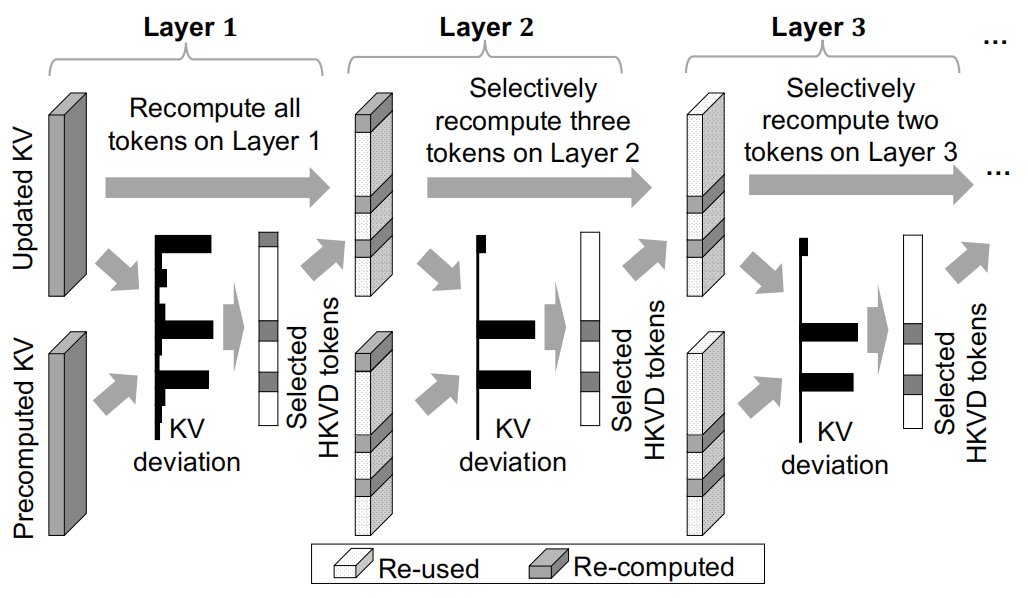 Layer 1
Layer 2
Layer 3
...
Recompute all
tokens on Layer 1
Selectively
recompute three
tokens on Layer 2
Selectively
recompute two
tokens on Layer 3
...
Updated KV
Precomputed KV
KV
deviation
Selected
HKVD tokens
KV
deviation
Selected
HKVD tokens
KV
deviation
Selected
HKVD tokens
Re-used
Re-computed